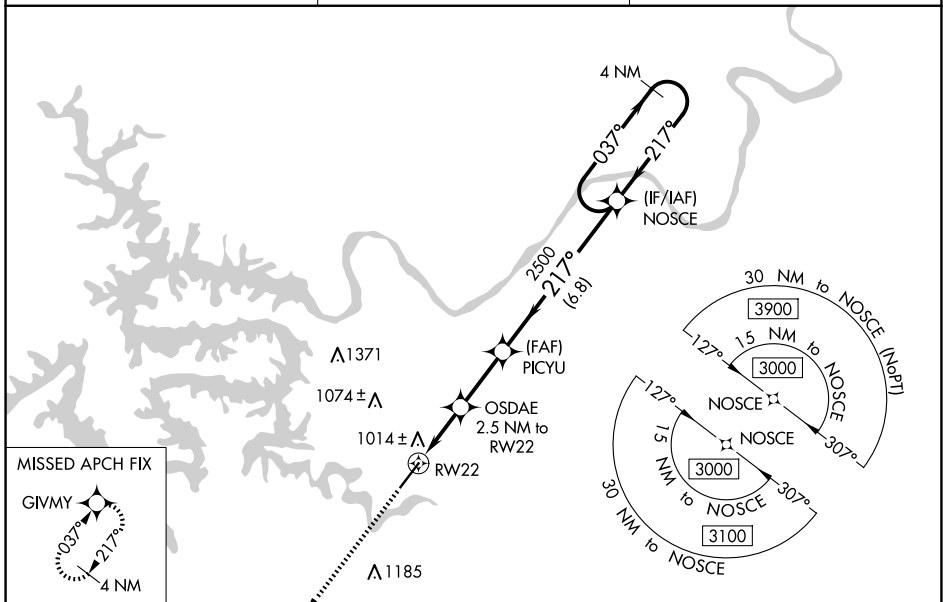 4 NM
037°
217°
(IF/IAF)
NOSCE
2500
217°
(6.8)
(FAF)
PICYU
OSDAE
2.5 NM to
RW22
RW22
1371
1074±
1014±
1185
30 NM to NOSCE (NoPT)
3900
127°
15 NM to NOSCE
3000
NOSCE
307°
127°
NOSCE
15 NM to NOSCE
3000
307°
30 NM to NOSCE
3100
MISSED APCH FIX
GIVMY
037°
217°
4 NM